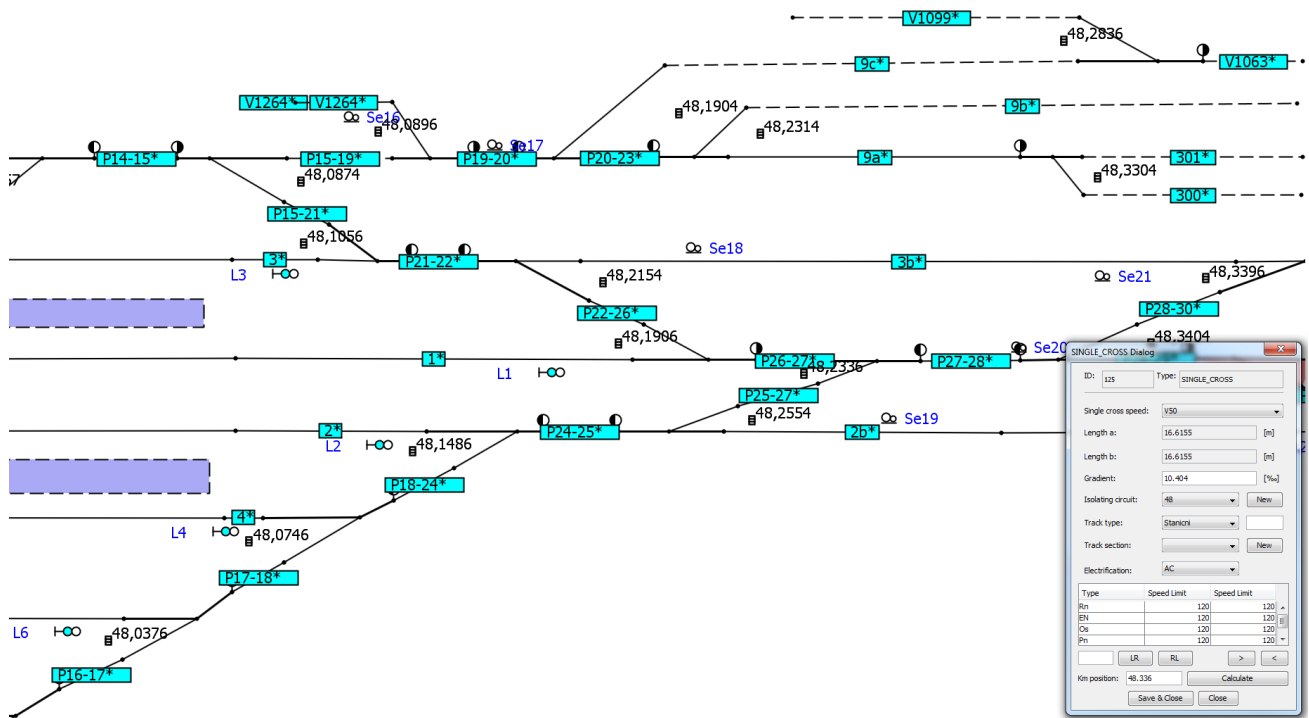 V1099*
48,2836
9c*
V1063*
V1264*
V1264*
Se16
48,0896
48,1904
9b*
48,2314
Se17
P14-15*
P15-19*
P19-20*
P20-23*
9a*
301*
48,0874
48,3304
300*
P15-21*
48,1056
Se18
L3
3*
P21-22*
3b*
48,2154
Se21
48,3396
P22-26*
P28-30*
48,1906
48,3404
1*
L1
P26-27*
48,2336
P27-28*
Se20
P25-27*
48,2554
Se19
2*
L2
P24-25*
2b*
48,1486
P18-24*
L4
4*
48,0746
P17-18*
L6
48,0376
P16-17*
SINGLE_CROSS Dialog
ID: 125 Type: SINGLE_CROSS
Single cross speed: V50
Length a: 16.6155 [m]
Length b: 16.6155 [m]
Gradient: 10.404 [‰]
Isolating circuit: 48 New
Track type: Stanicni
Track section: New
Electrification: AC
Type Speed Limit Speed Limit
Rn 120 120
EN 120 120
Os 120 120
Pn 120 120
LR RL > <
Km position: 48.336 Calculate
Save & Close Close